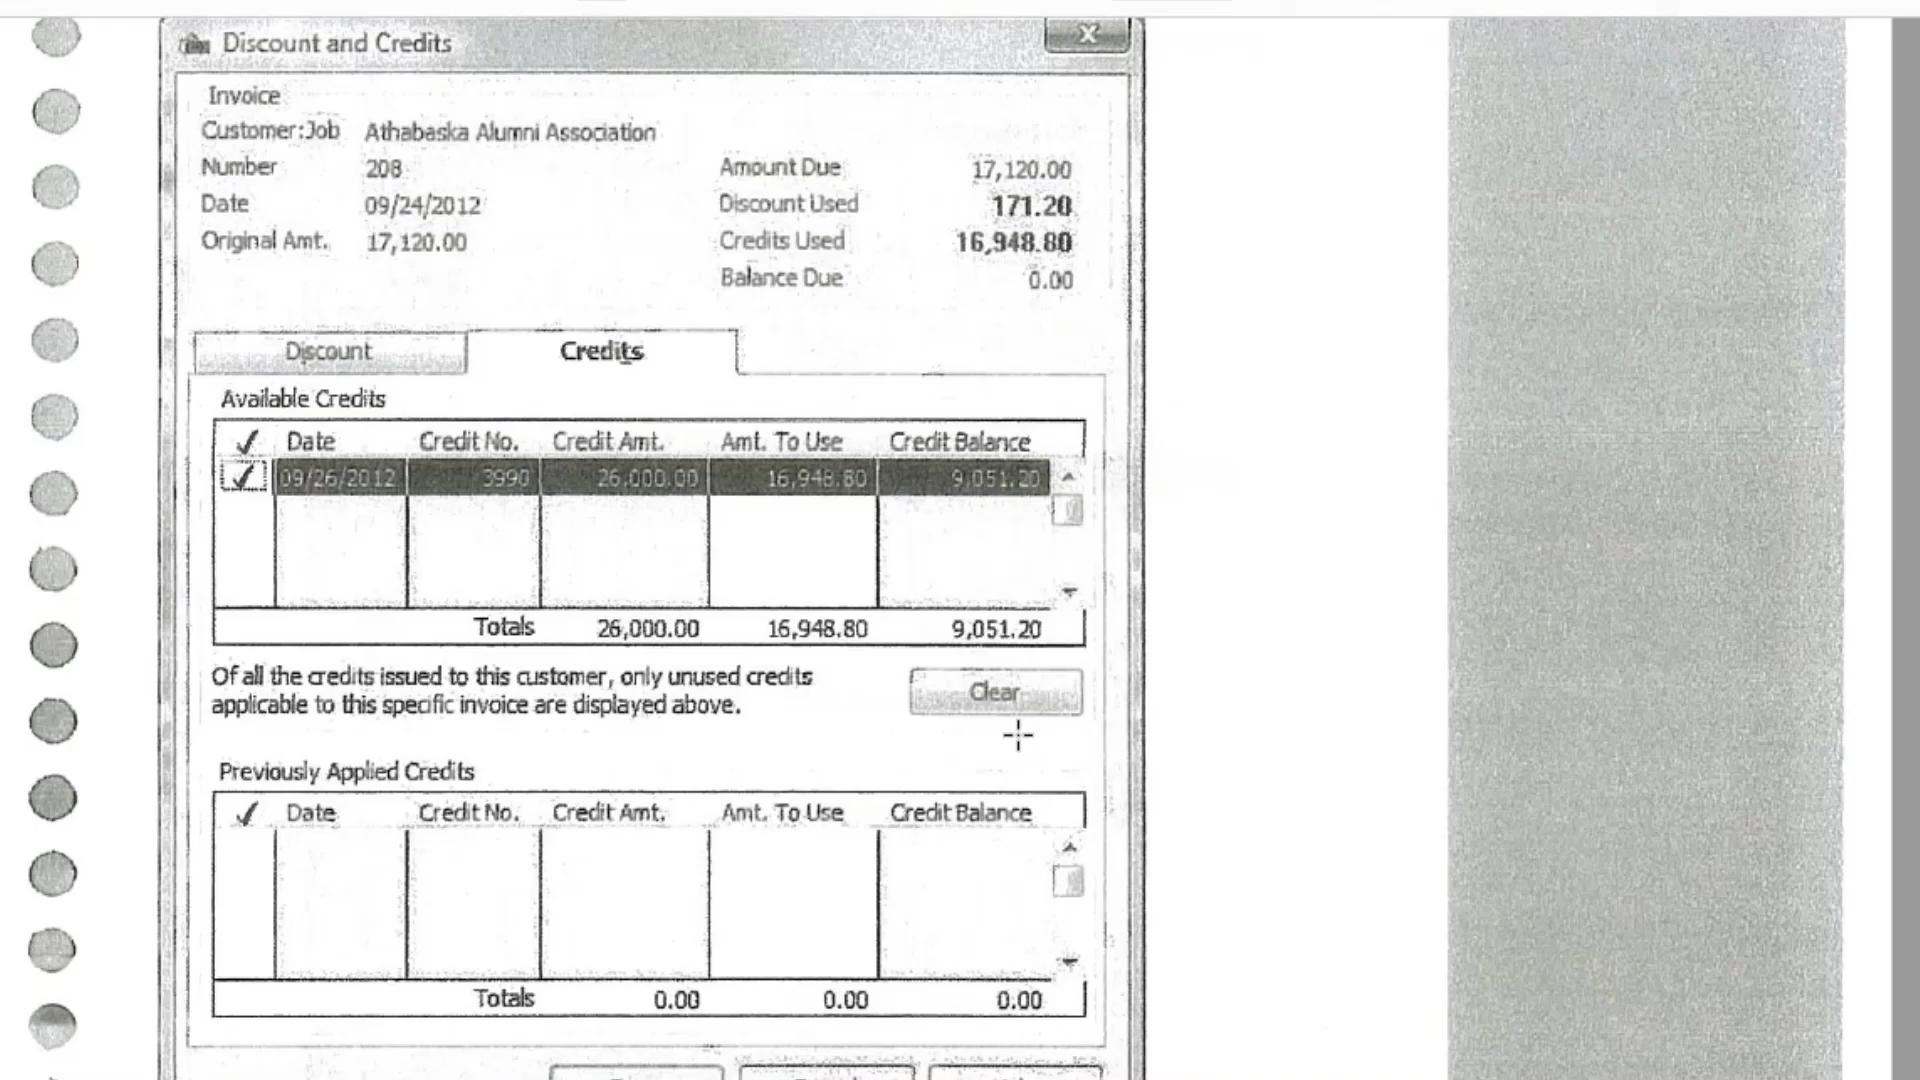 Discount and Credits
Invoice
Customer:Job Athabaska Alumni Association
Number 208 Amount Due 17,120.00
Date 09/24/2012 Discount Used 171.20
Original Amt. 17,120.00 Credits Used 16,948.80
Balance Due 0.00
Discount Credits
Available Credits
✓ Date Credit No. Credit Amt. Amt. To Use Credit Balance
✓ 09/26/2012 3990 26,000.00 16,948.80 9,051.20
Totals 26,000.00 16,948.80 9,051.20
Of all the credits issued to this customer, only unused credits
applicable to this specific invoice are displayed above.
Clear
Previously Applied Credits
✓ Date Credit No. Credit Amt. Amt. To Use Credit Balance
Totals 0.00 0.00 0.00